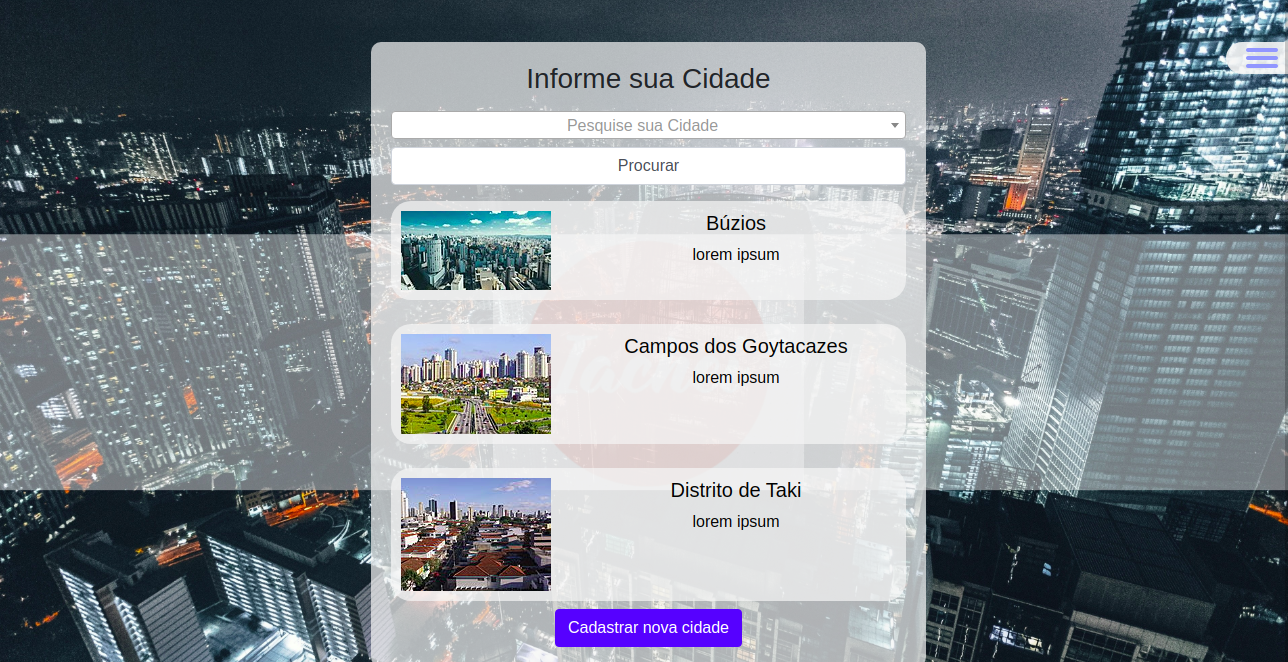 Informe sua Cidade
Pesquise sua Cidade
Procurar
Búzios
lorem ipsum
Campos dos Goytacazes
lorem ipsum
Distrito de Taki
lorem ipsum
Cadastrar nova cidade